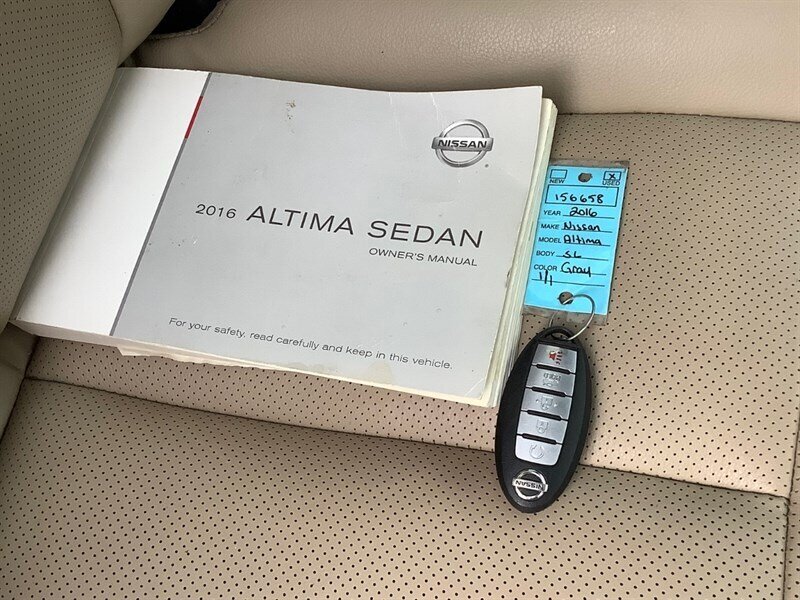 NISSAN
2016 ALTIMA SEDAN
OWNER'S MANUAL
For your safety, read carefully and keep in this vehicle.
NEW X USED
156658
YEAR 2016
MAKE Nissan
MODEL Altima
BODY SL
COLOR Gray
1/1
NISSAN